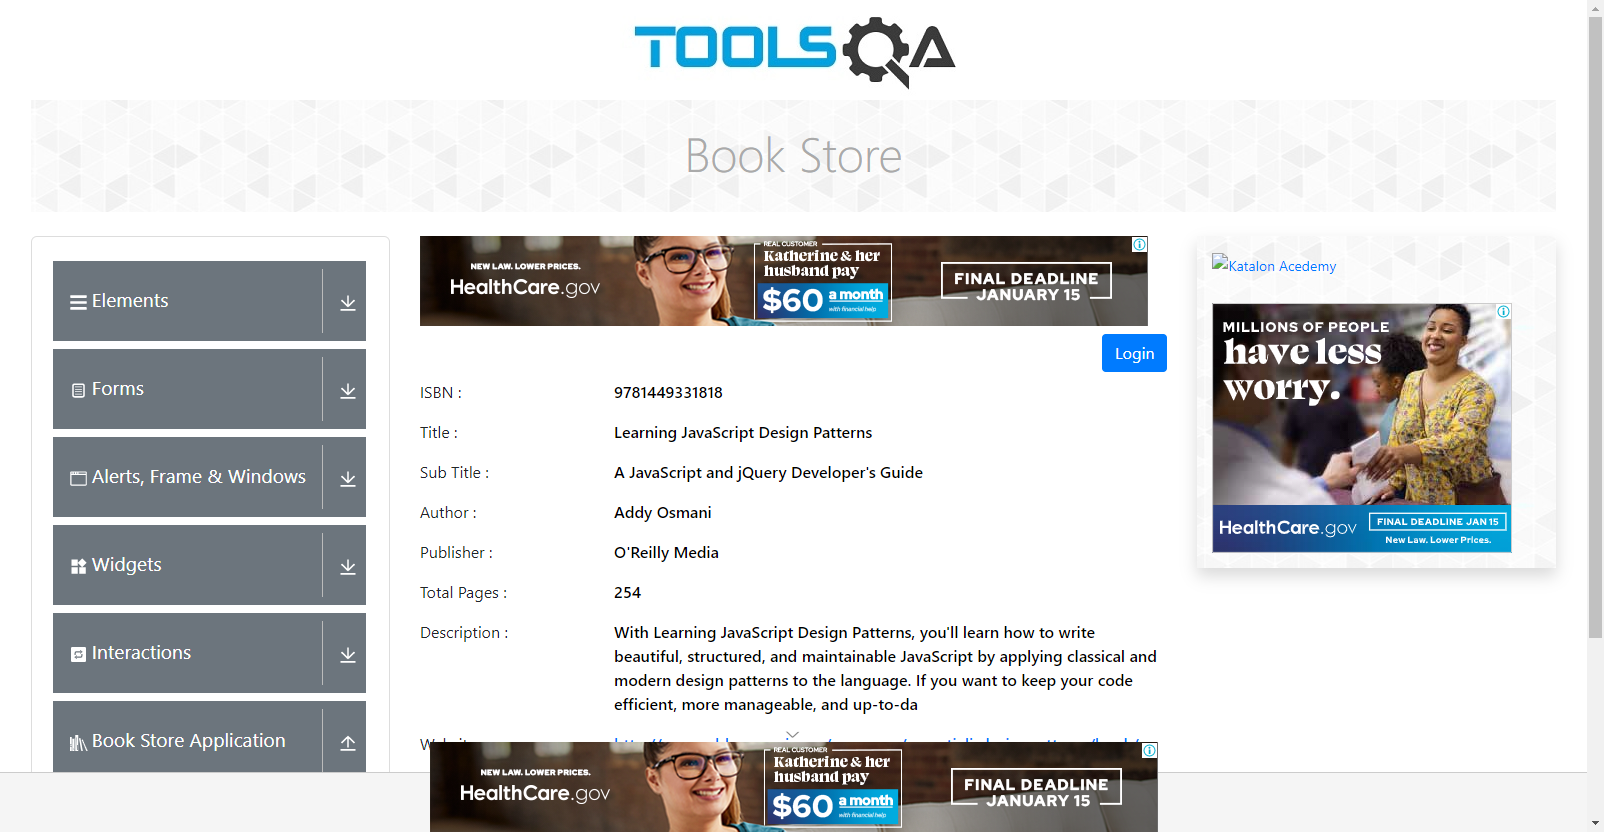 TOOLSQA
Book Store
Elements
Forms
Alerts, Frame & Windows
Widgets
Interactions
Book Store Application
NEW LAW. LOWER PRICES.
HealthCare.gov
REAL CUSTOMER
Katherine & her
husband pay
$60 a month
with financial help
FINAL DEADLINE
JANUARY 15
Login
ISBN : 9781449331818
Title : Learning JavaScript Design Patterns
Sub Title : A JavaScript and jQuery Developer's Guide
Author : Addy Osmani
Publisher : O'Reilly Media
Total Pages : 254
Description : With Learning JavaScript Design Patterns, you'll learn how to write
beautiful, structured, and maintainable JavaScript by applying classical and
modern design patterns to the language. If you want to keep your code
efficient, more manageable, and up-to-da
Katalon Acedemy
MILLIONS OF PEOPLE
have less
worry.
HealthCare.gov
FINAL DEADLINE JAN 15
New Law. Lower Prices.
NEW LAW. LOWER PRICES.
HealthCare.gov
REAL CUSTOMER
Katherine & her
husband pay
$60 a month
with financial help
FINAL DEADLINE
JANUARY 15